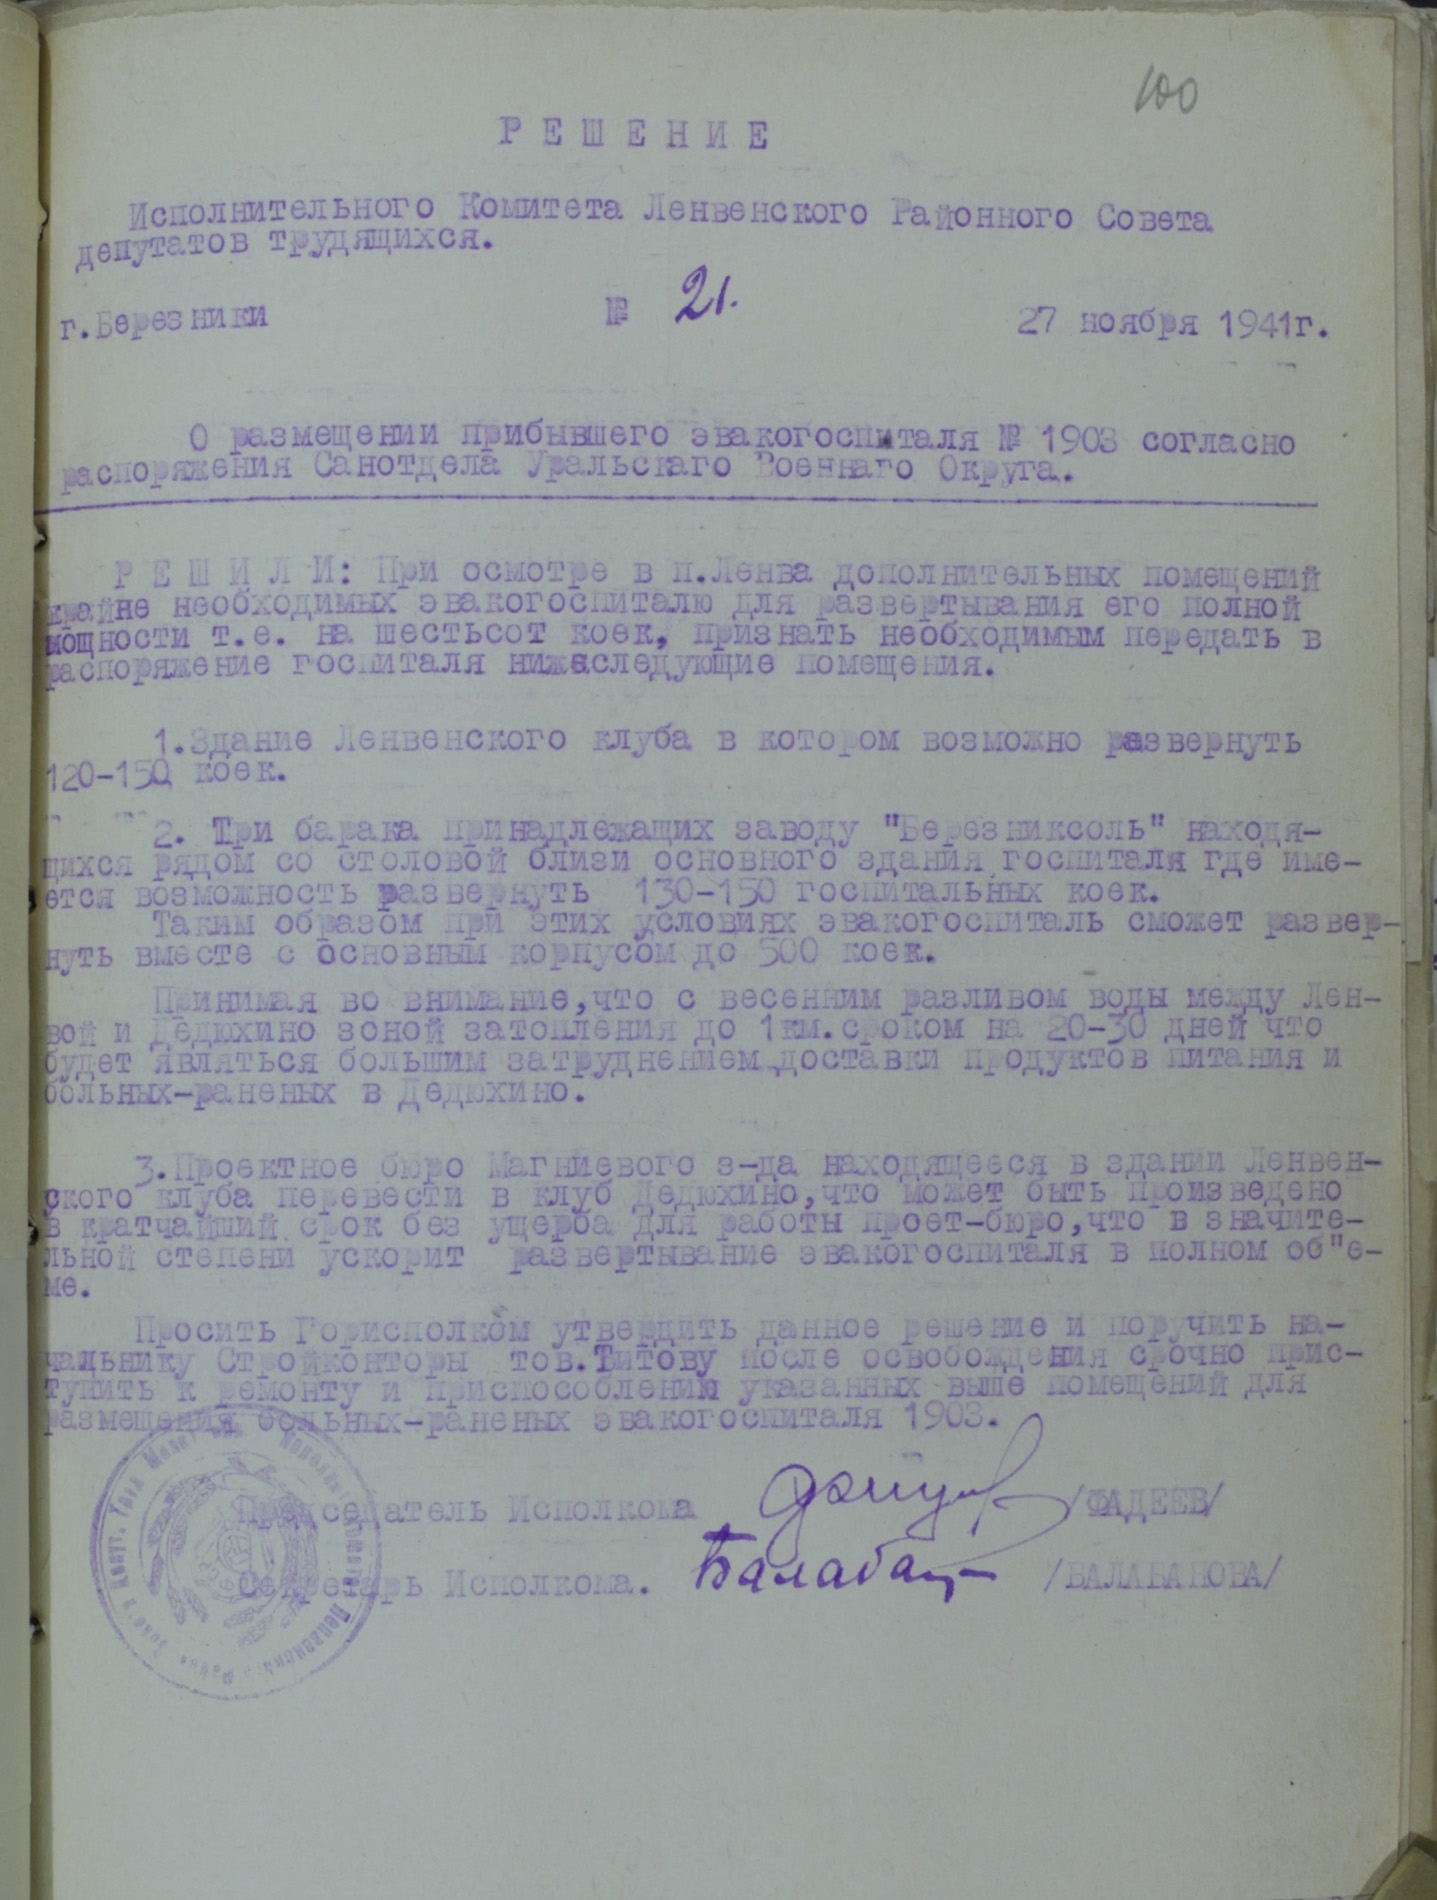 100
РЕШЕНИЕ
Исполнительного Комитета Ленвенского Районного Совета
депутатов трудящихся.
г.Березники № 21. 27 ноября 1941г.
О размещении прибывшего эвакогоспиталя № 1903 согласно
распоряжения Санотдела Уральскаго Военнаго Округа.
РЕШИЛИ: При осмотре в п.Ленва дополнительных помещений
крайне необходимых эвакогоспиталю для развертывания его полной
мощности т.е. на шестьсот коек, признать необходимым передать в
распоряжение госпиталя нижеследующие помещения.
1.Здание Ленвенского клуба в котором возможно развернуть
120-150 коек.
2. Три барака принадлежащих заводу "Березниксоль" находя-
щихся рядом со столовой близи основного здания госпиталя где име-
ется возможность развернуть 130-150 госпитальных коек.
Таким образом при этих условиях эвакогоспиталь сможет развер-
нуть вместе с основным корпусом до 500 коек.
Принимая во внимание,что с весенним разливом воды между Лен-
вой и Дедюхино зоной затопления до 1км.сроком на 20-30 дней что
будет являться большим затруднением доставки продуктов питания и
больных-раненых в Дедюхино.
3.Проектное бюро Магниевого з-да находящееся в здании Ленвен-
ского клуба перевести в клуб Дедюхино,что может быть произведено
в кратчайший срок без ущерба для работы проет-бюро,что в значите-
льной степени ускорит развертывание эвакогоспиталя в полном об"е-
ме.
Просить Горисполком утвердить данное решение и поручить на-
чальнику Стройконторы тов.Титову после освобождения срочно прис-
тупить к ремонту и приспособлению указанных выше помещений для
размещения больных-раненых эвакогоспиталя 1903.
Председатель Исполкома /ФАДЕЕВ/
Секретарь Исполкома. Балабан /БАЛАБАНОВА/